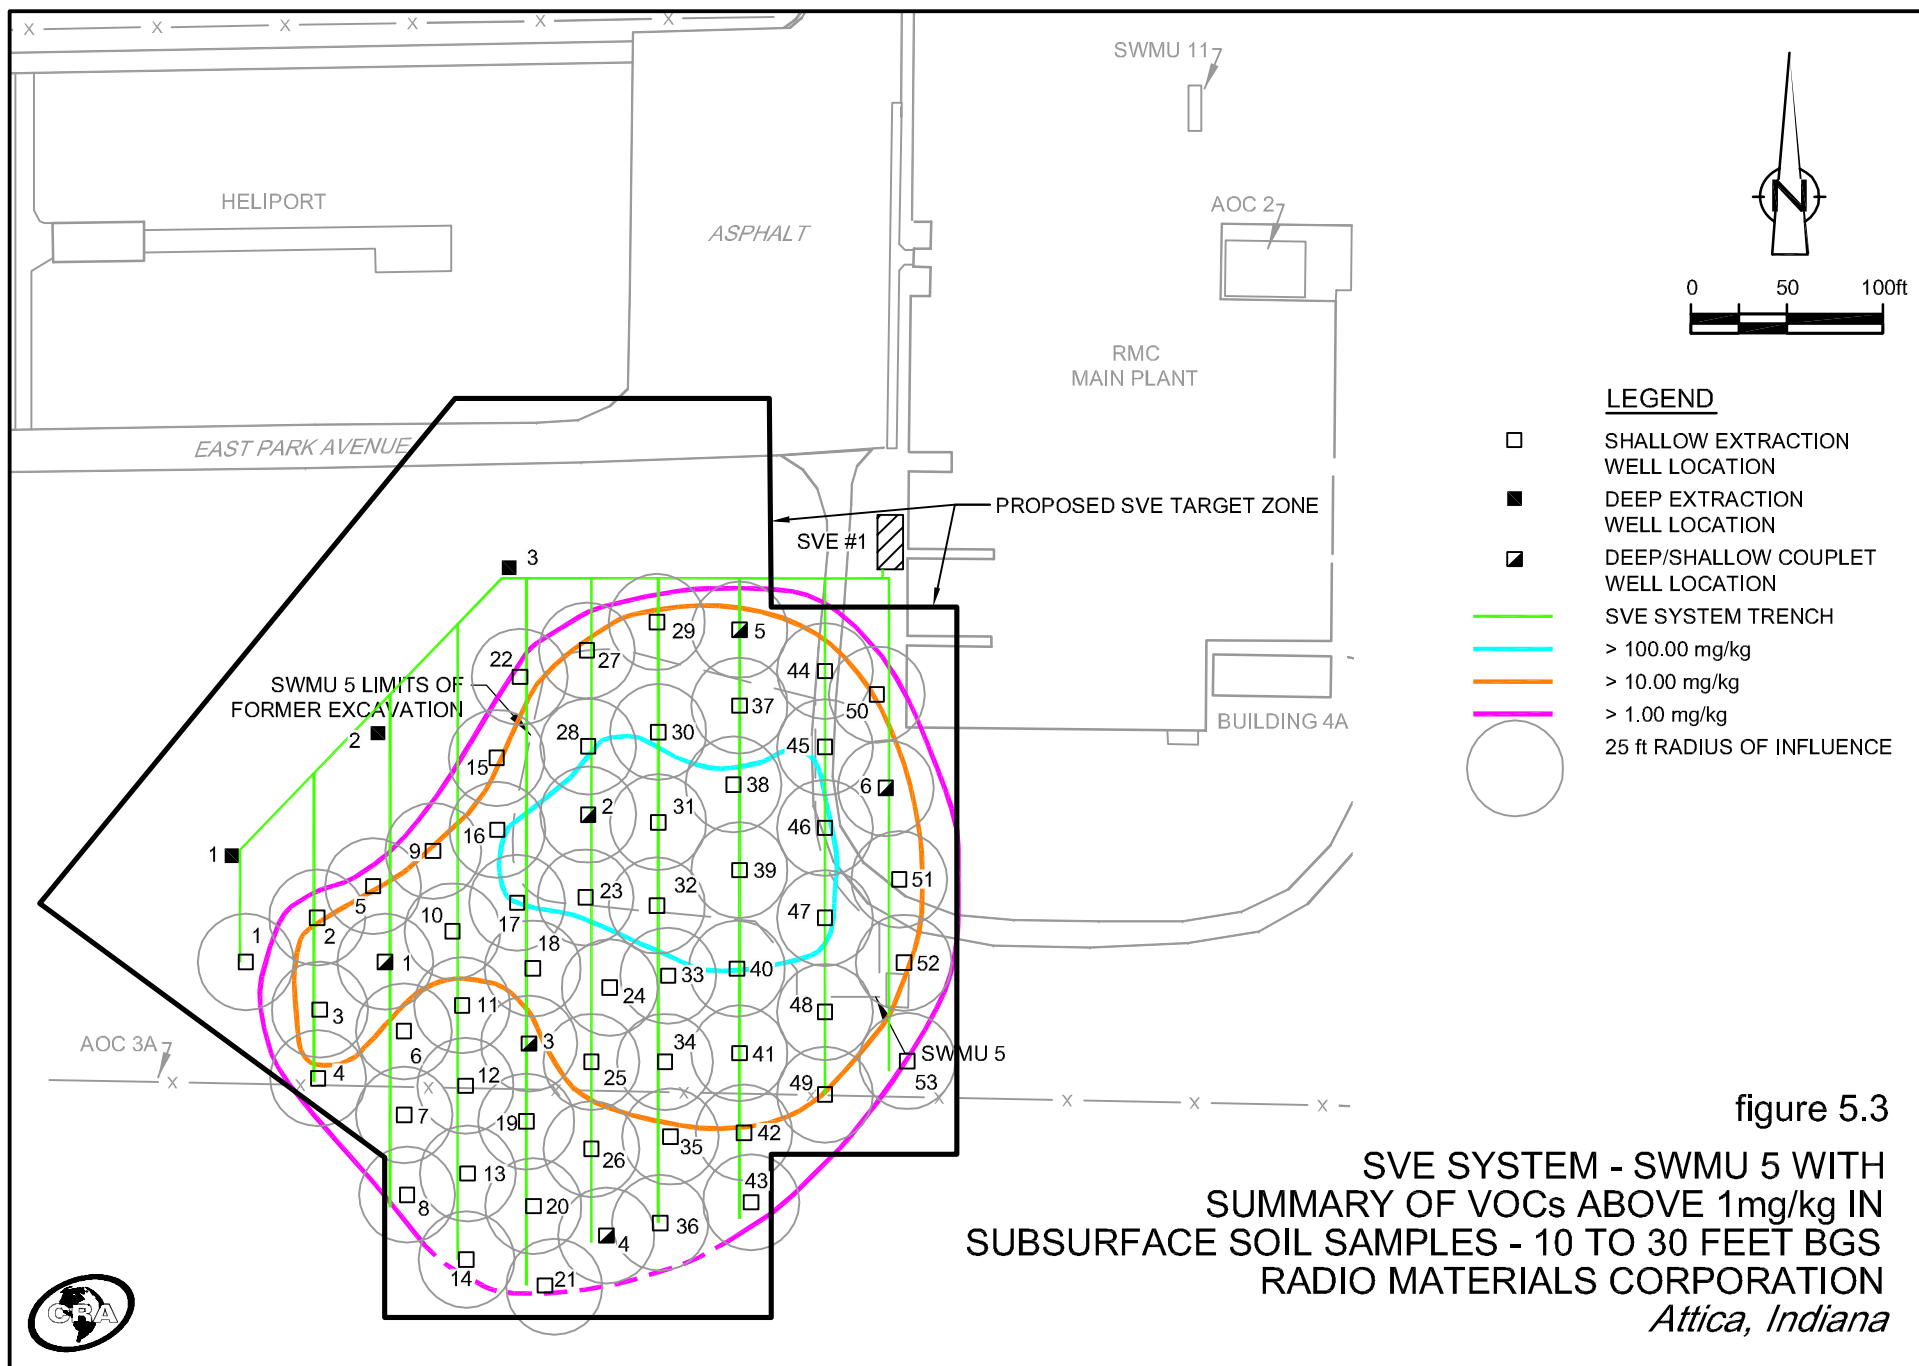 X X X X X X
SWMU 11
HELIPORT
ASPHALT
AOC 2
N
0 50 100ft
RMC
MAIN PLANT
EAST PARK AVENUE
LEGEND
SHALLOW EXTRACTION
WELL LOCATION
DEEP EXTRACTION
WELL LOCATION
DEEP/SHALLOW COUPLET
WELL LOCATION
SVE SYSTEM TRENCH
> 100.00 mg/kg
> 10.00 mg/kg
> 1.00 mg/kg
25 ft RADIUS OF INFLUENCE
PROPOSED SVE TARGET ZONE
SVE #1
3
29
5
22
27
44
SWMU 5 LIMITS OF
FORMER EXCAVATION
50
37
BUILDING 4A
2
28
30
45
15
38
6
2
31
16
46
1
9
39
51
5
23
32
17
47
2
10
1
1
18
52
40
33
24
3
11
48
6
3
34
41
SWMU 5
AOC 3A
4
12
25
49
53
X X X X X X X X X X
7
19
35
42
26
13
43
8
20
36
4
14
21
figure 5.3
SVE SYSTEM - SWMU 5 WITH
SUMMARY OF VOCs ABOVE 1mg/kg IN
SUBSURFACE SOIL SAMPLES - 10 TO 30 FEET BGS
RADIO MATERIALS CORPORATION
Attica, Indiana
CRA